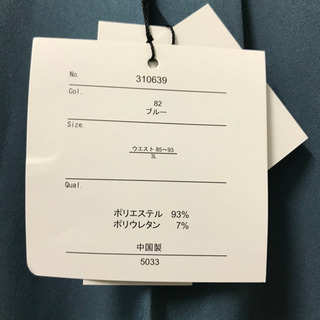 No. 310639
Col. 82
ブルー
Size.
ウエスト 85~93
3L
Qual.
ポリエステル 93%
ポリウレタン 7%
中国製
5033